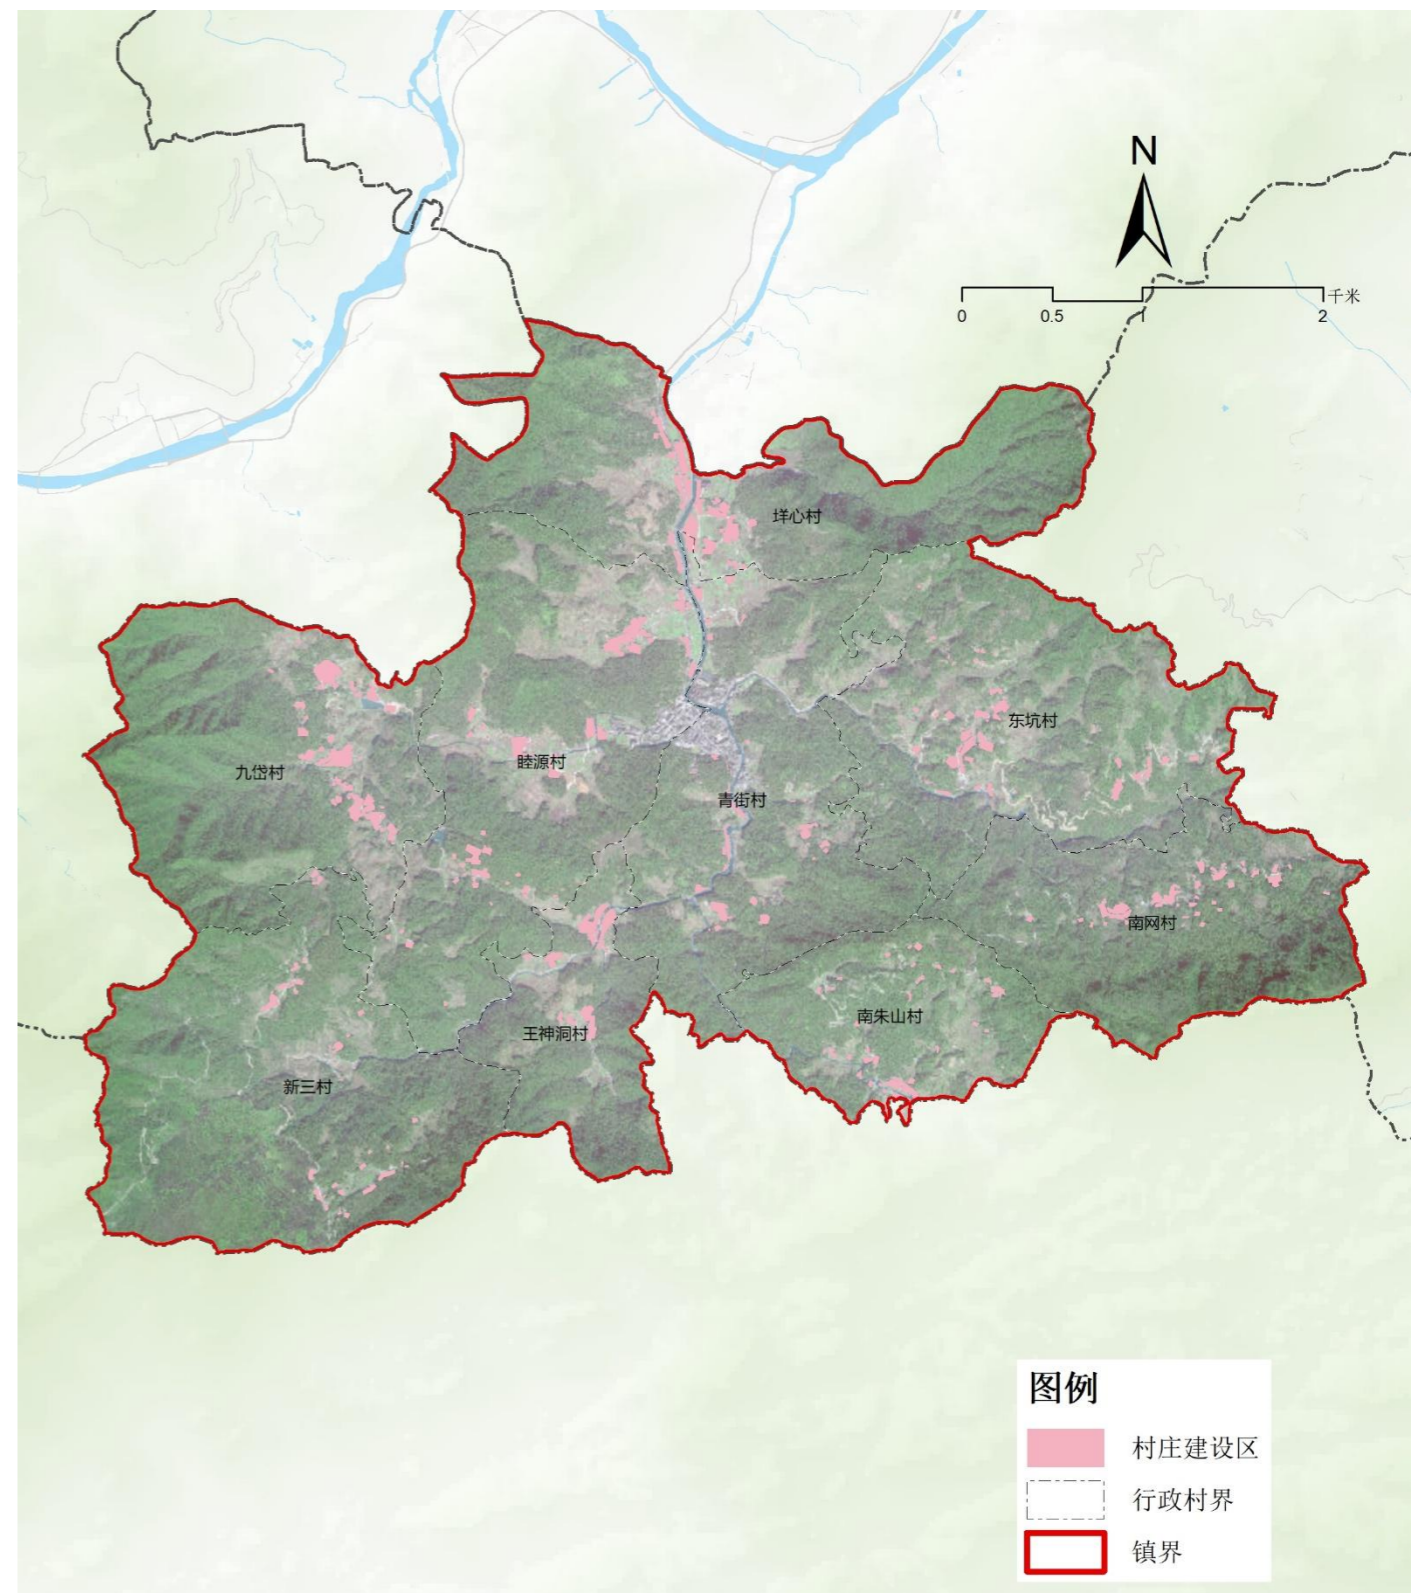 N
千米
0
0.5
1
2
垟心村
东坑村
睦源村
九岱村
青街村
南网村
南朱山村
王神洞村
新三村
图例
村庄建设区
行政村界
镇界